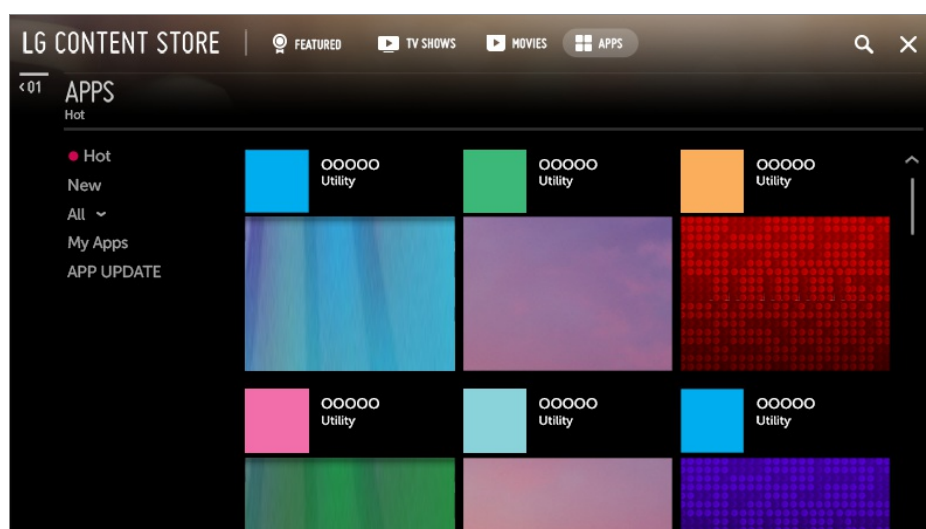 LG CONTENT STORE FEATURED TV SHOWS MOVIES APPS
<01
APPS
Hot
Hot
New
All
My Apps
APP UPDATE
OOOOO
Utility
OOOOO
Utility
OOOOO
Utility
OOOOO
Utility
OOOOO
Utility
OOOOO
Utility